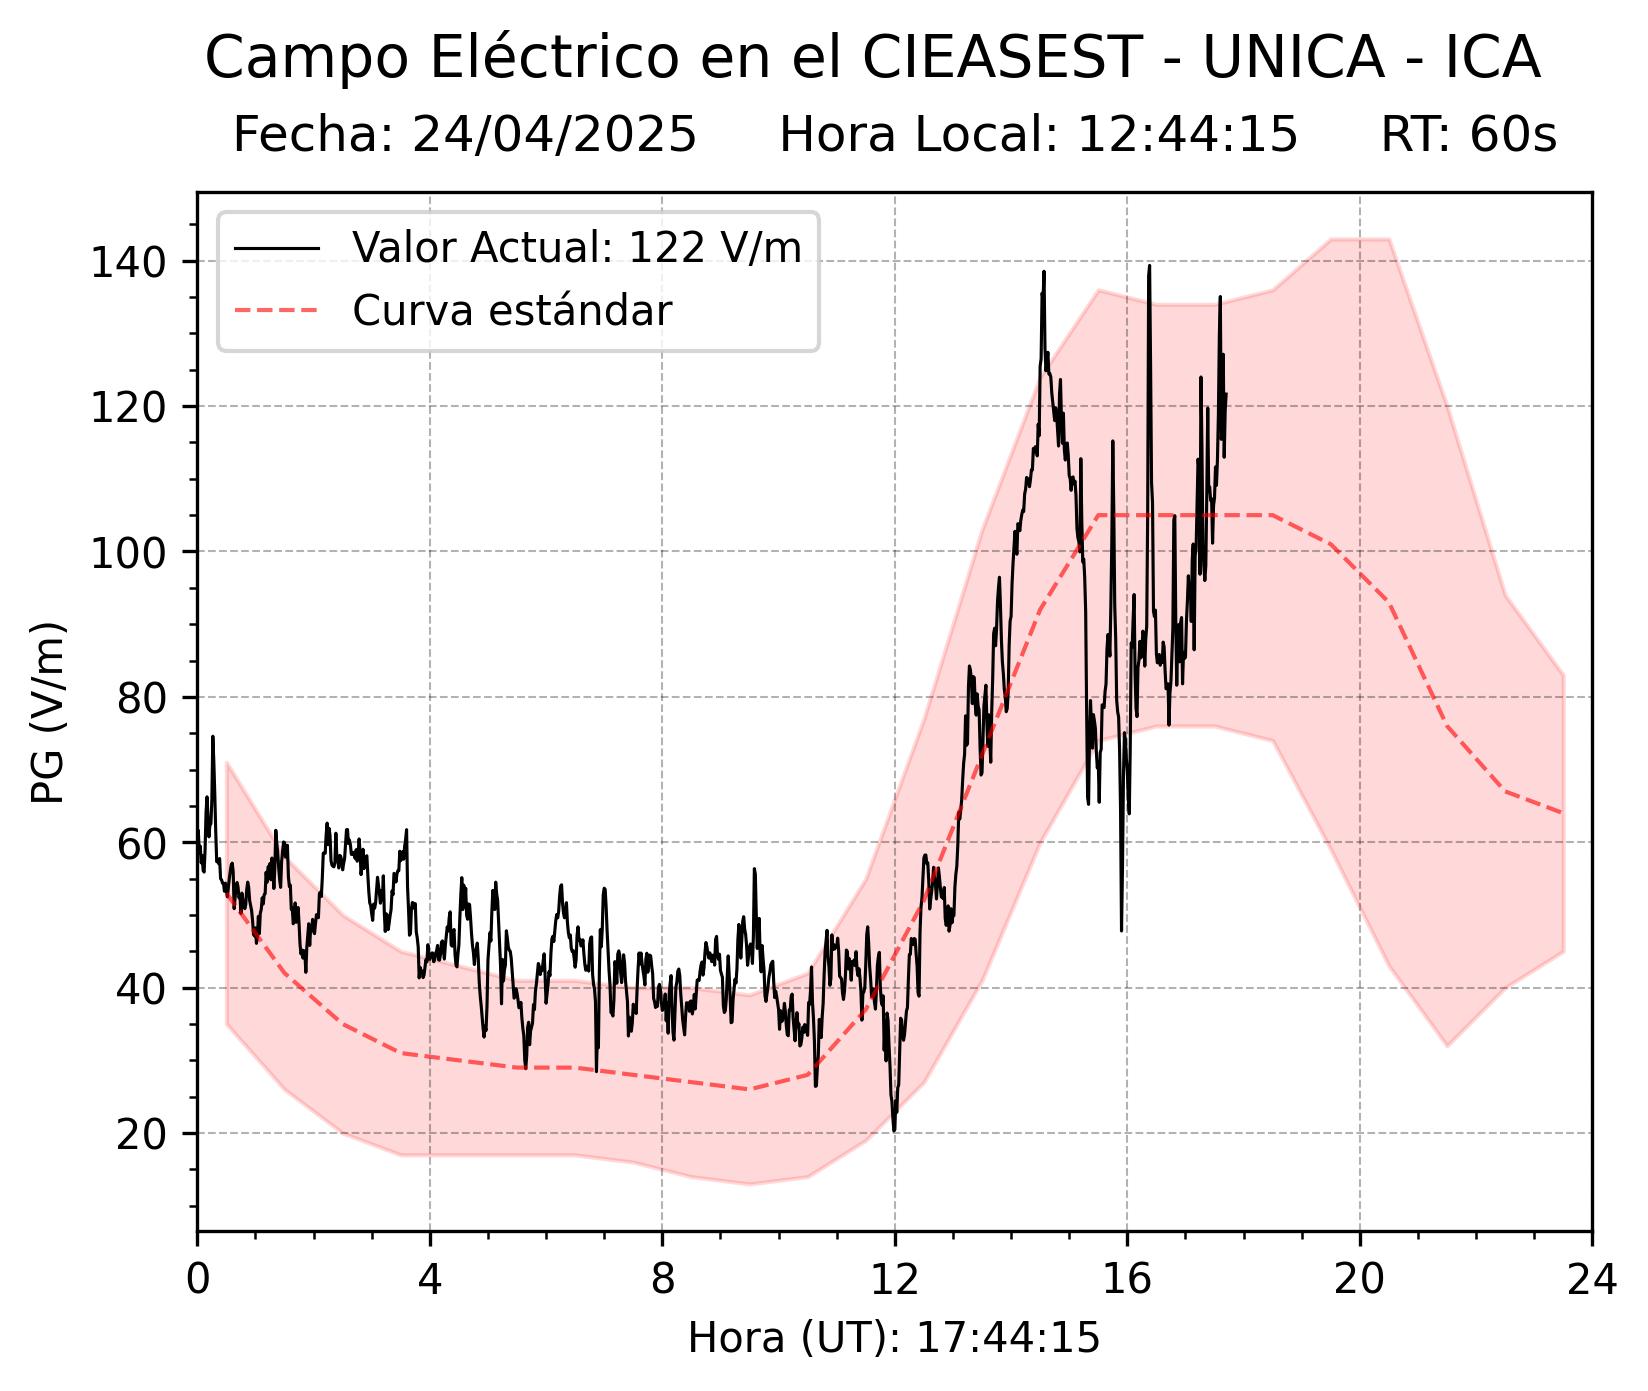 Campo Eléctrico en el CIEASEST - UNICA - ICA
Fecha: 24/04/2025 Hora Local: 12:44:15 RT: 60s
Valor Actual: 122 V/m
Curva estándar
PG (V/m)
140
120
100
80
60
40
20
0 4 8 12 16 20 24
Hora (UT): 17:44:15